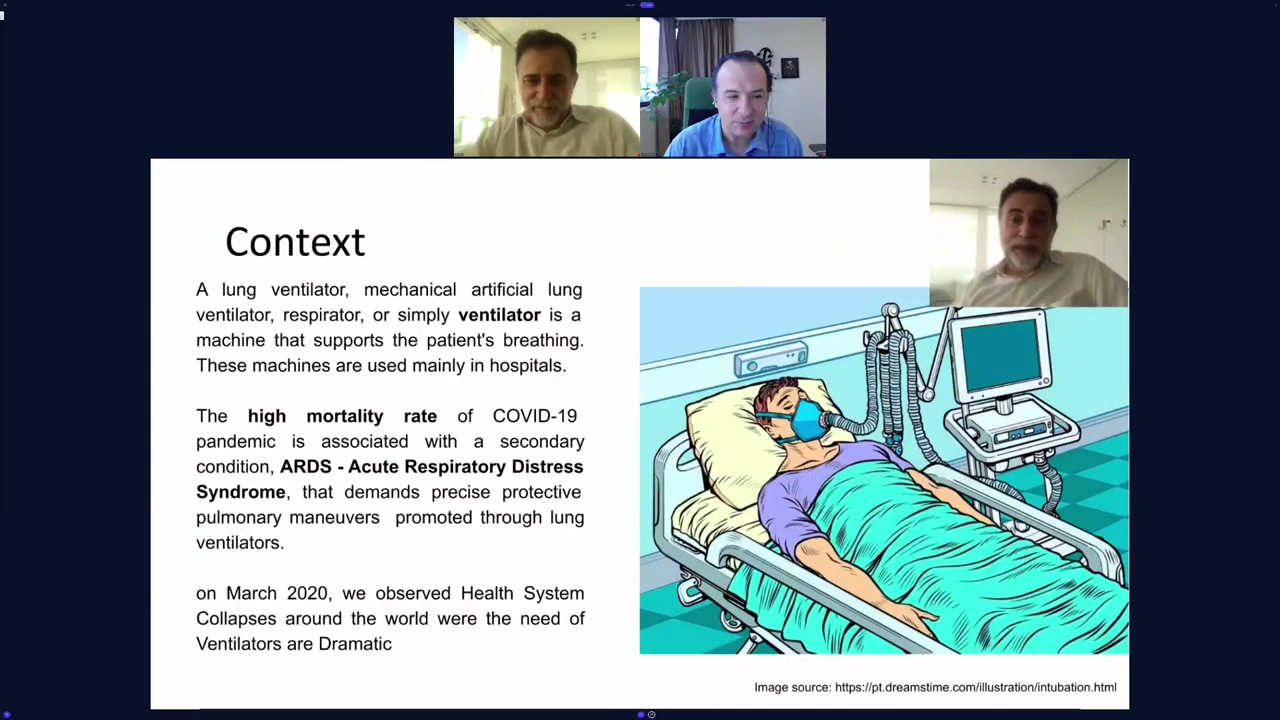 Context
A lung ventilator, mechanical artificial lung
ventilator, respirator, or simply ventilator is a
machine that supports the patient's breathing.
These machines are used mainly in hospitals.
The high mortality rate of COVID-19
pandemic is associated with a secondary
condition, ARDS - Acute Respiratory Distress
Syndrome, that demands precise protective
pulmonary maneuvers promoted through lung
ventilators.
on March 2020, we observed Health System
Collapses around the world were the need of
Ventilators are Dramatic
Image source: https://pt.dreamstime.com/illustration/intubation.html